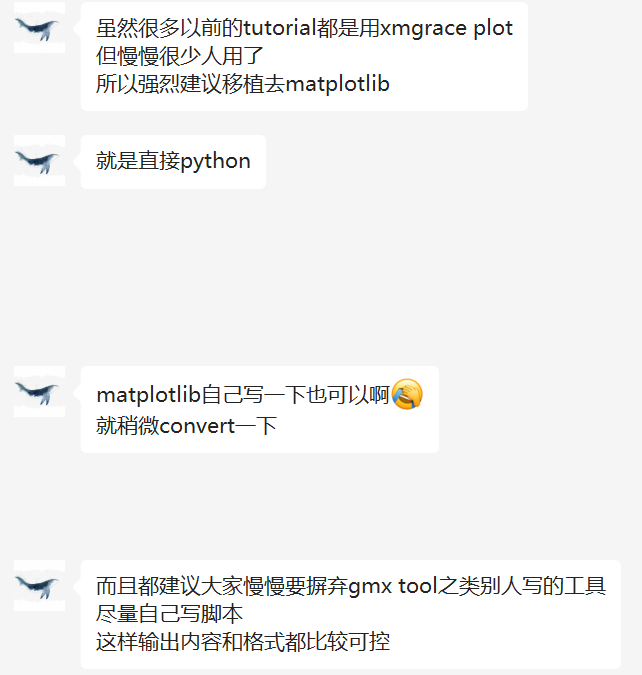 虽然很多以前的tutorial都是用xmgrace plot
但慢慢很少人用了
所以强烈建议移植去matplotlib
就是直接python
matplotlib自己写一下也可以啊🤣
就稍微convert一下
而且都建议大家慢慢要摒弃gmx tool之类别人写的工具
尽量自己写脚本
这样输出内容和格式都比较可控